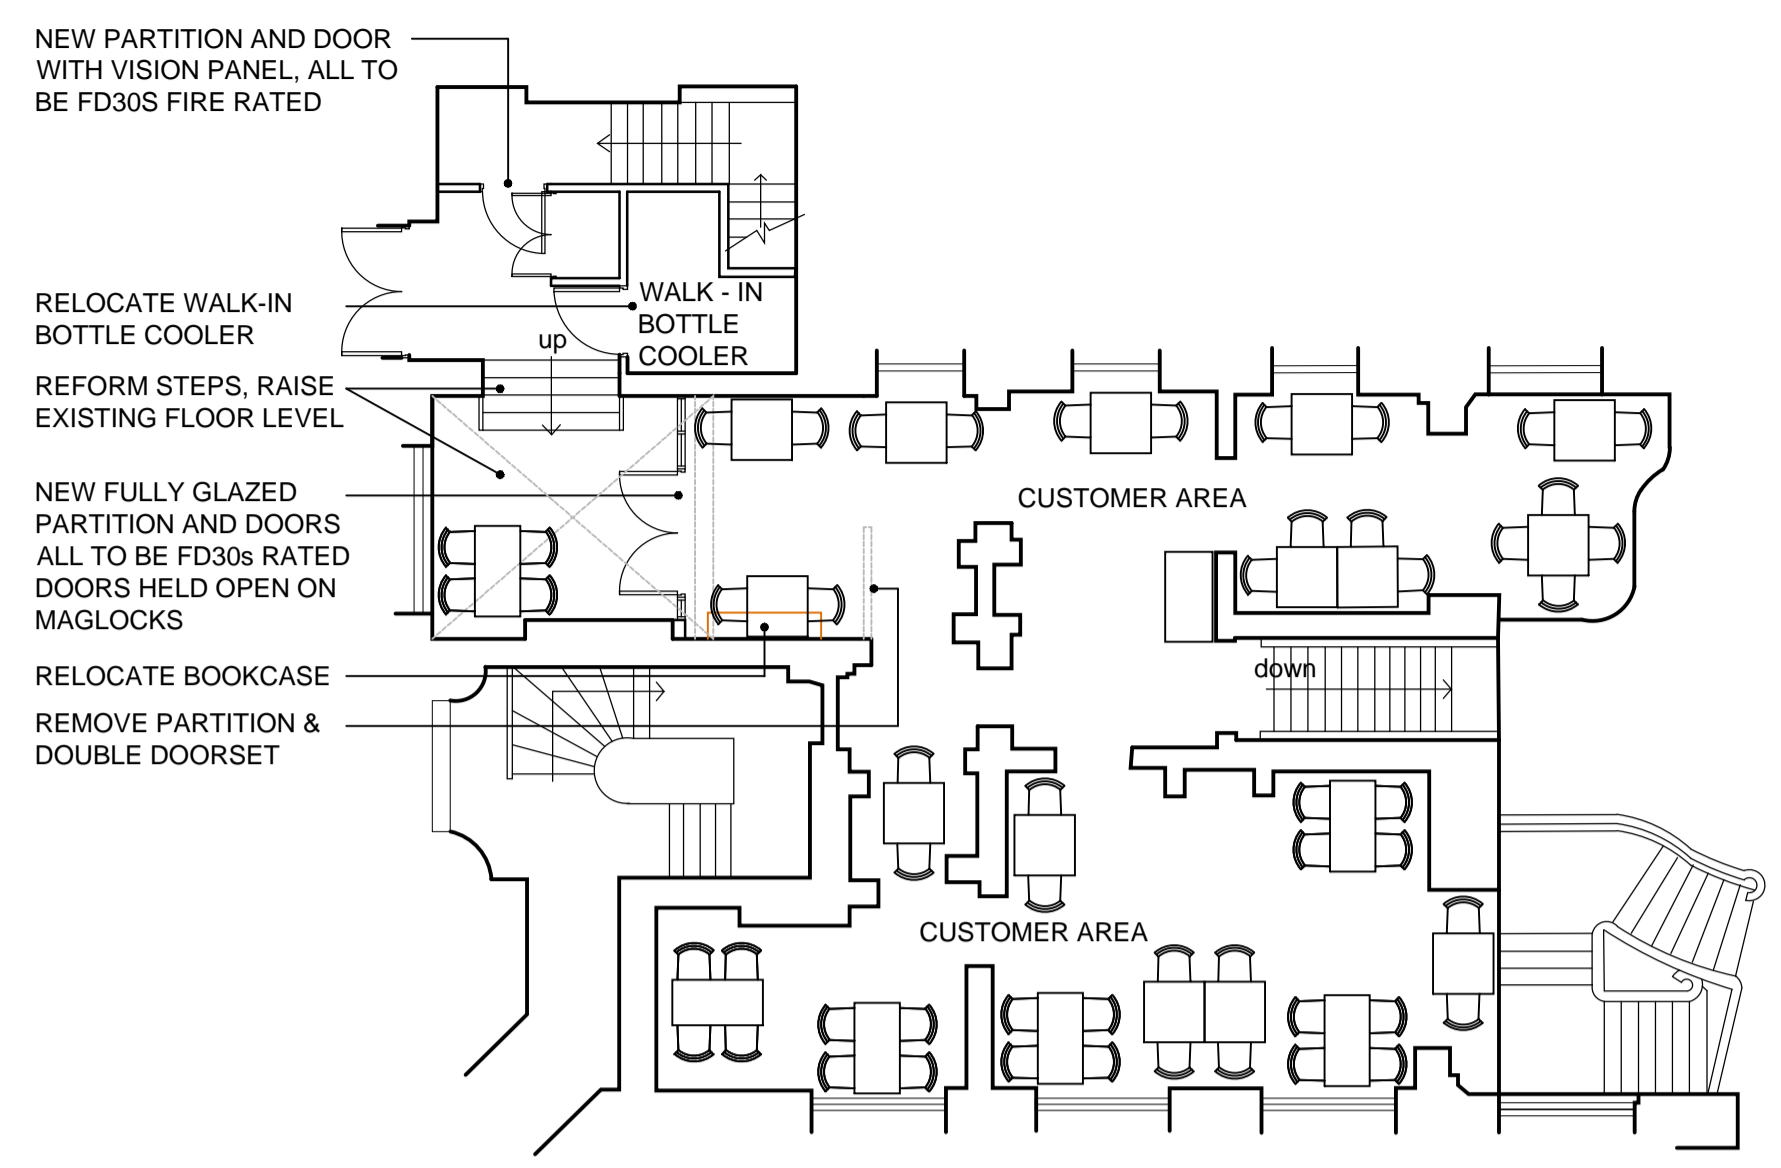 NEW PARTITION AND DOOR
WITH VISION PANEL, ALL TO
BE FD30S FIRE RATED
RELOCATE WALK-IN
BOTTLE COOLER
WALK - IN
BOTTLE
COOLER
up
REFORM STEPS, RAISE
EXISTING FLOOR LEVEL
NEW FULLY GLAZED
PARTITION AND DOORS
ALL TO BE FD30s RATED
DOORS HELD OPEN ON
MAGLOCKS
CUSTOMER AREA
RELOCATE BOOKCASE
down
REMOVE PARTITION &
DOUBLE DOORSET
CUSTOMER AREA